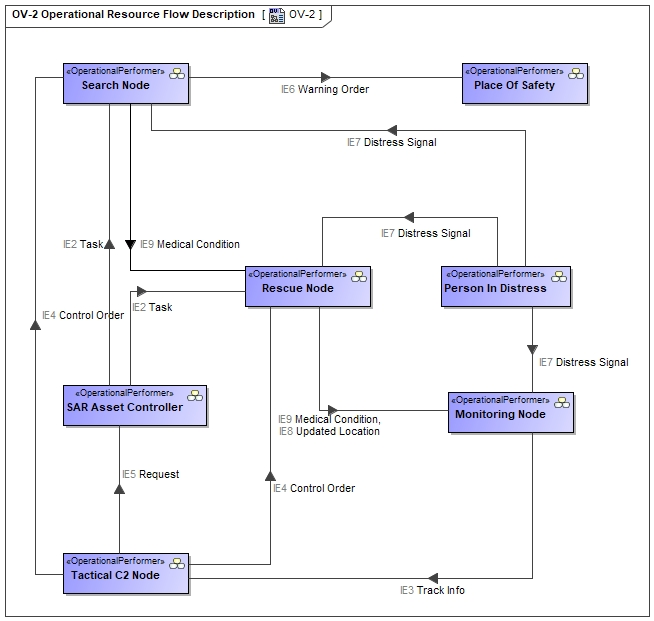 OV-2 Operational Resource Flow Description [ OV-2 ]
«OperationalPerformer»
Search Node
«OperationalPerformer»
Place Of Safety
IE6 Warning Order
IE7 Distress Signal
IE7 Distress Signal
IE2 Task
IE9 Medical Condition
«OperationalPerformer»
Rescue Node
«OperationalPerformer»
Person In Distress
IE4 Control Order
IE2 Task
IE7 Distress Signal
«OperationalPerformer»
SAR Asset Controller
«OperationalPerformer»
Monitoring Node
IE9 Medical Condition,
IE8 Updated Location
IE5 Request
IE4 Control Order
«OperationalPerformer»
Tactical C2 Node
IE3 Track Info